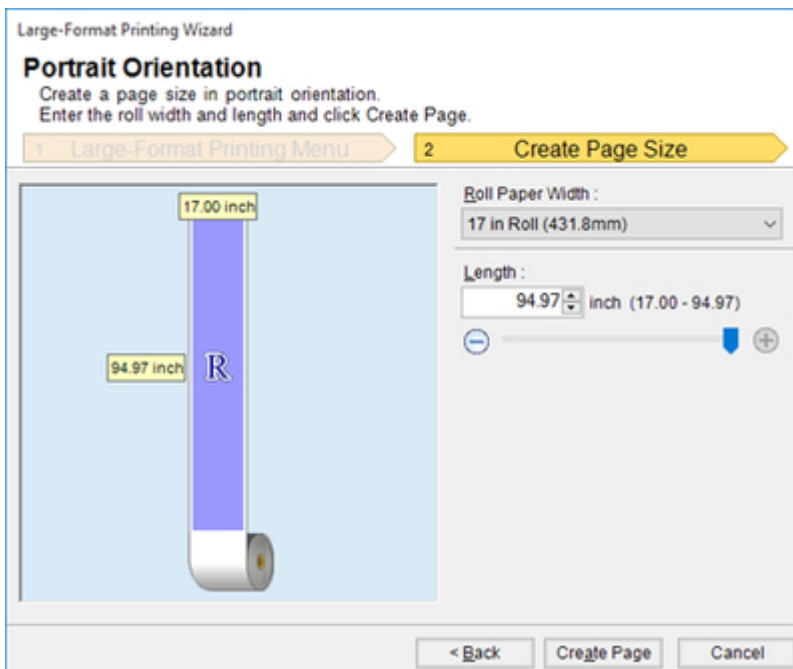 Large-Format Printing Wizard
Portrait Orientation
Create a page size in portrait orientation.
Enter the roll width and length and click Create Page.
1 Large-Format Printing Menu
2 Create Page Size
17.00 inch
94.97 inch
R
Roll Paper Width :
17 in Roll (431.8mm)
Length :
94.97 inch (17.00 - 94.97)
< Back
Create Page
Cancel